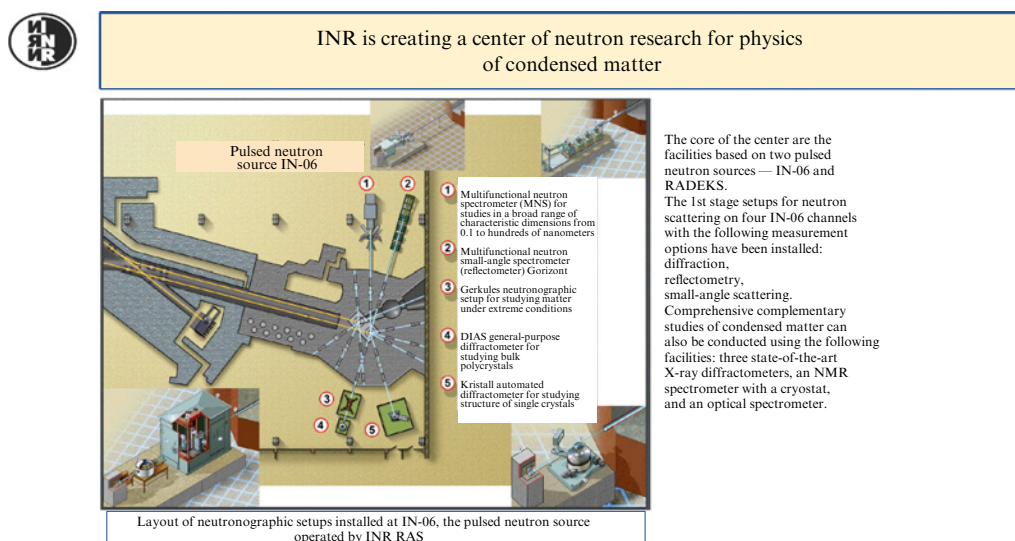 INR
INR is creating a center of neutron research for physics
of condensed matter
Pulsed neutron
source IN-06
1
2
3
4
5
1 Multifunctional neutron
spectrometer (MNS) for
studies in a broad range of
characteristic dimensions from
0.1 to hundreds of nanometers
2 Multifunctional neutron
small-angle spectrometer
(reflectometer) Gorizont
3 Gerkules neutronographic
setup for studying matter
under extreme conditions
4 DIAS general-purpose
diffractometer for
studying bulk
polycrystals
5 Kristall automated
diffractometer for studying
structure of single crystals
The core of the center are the
facilities based on two pulsed
neutron sources — IN-06 and
RADEKS.
The 1st stage setups for neutron
scattering on four IN-06 channels
with the following measurement
options have been installed:
diffraction,
reflectometry,
small-angle scattering.
Comprehensive complementary
studies of condensed matter can
also be conducted using the following
facilities: three state-of-the-art
X-ray diffractometers, an NMR
spectrometer with a cryostat,
and an optical spectrometer.
Layout of neutronographic setups installed at IN-06, the pulsed neutron source
operated by INR RAS